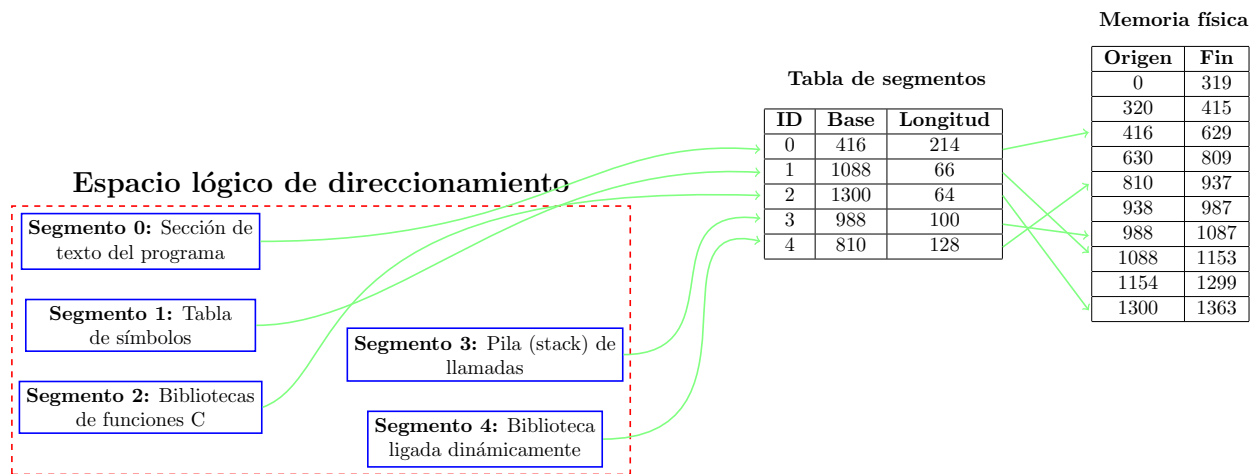 Memoria física
Origen Fin
0 319
320 415
416 629
630 809
810 937
938 987
988 1087
1088 1153
1154 1299
1300 1363
Tabla de segmentos
ID Base Longitud
0 416 214
1 1088 66
2 1300 64
3 988 100
4 810 128
Espacio lógico de direccionamiento
Segmento 0: Sección de
texto del programa
Segmento 1: Tabla
de símbolos
Segmento 2: Bibliotecas
de funciones C
Segmento 3: Pila (stack) de
llamadas
Segmento 4: Biblioteca
ligada dinámicamente